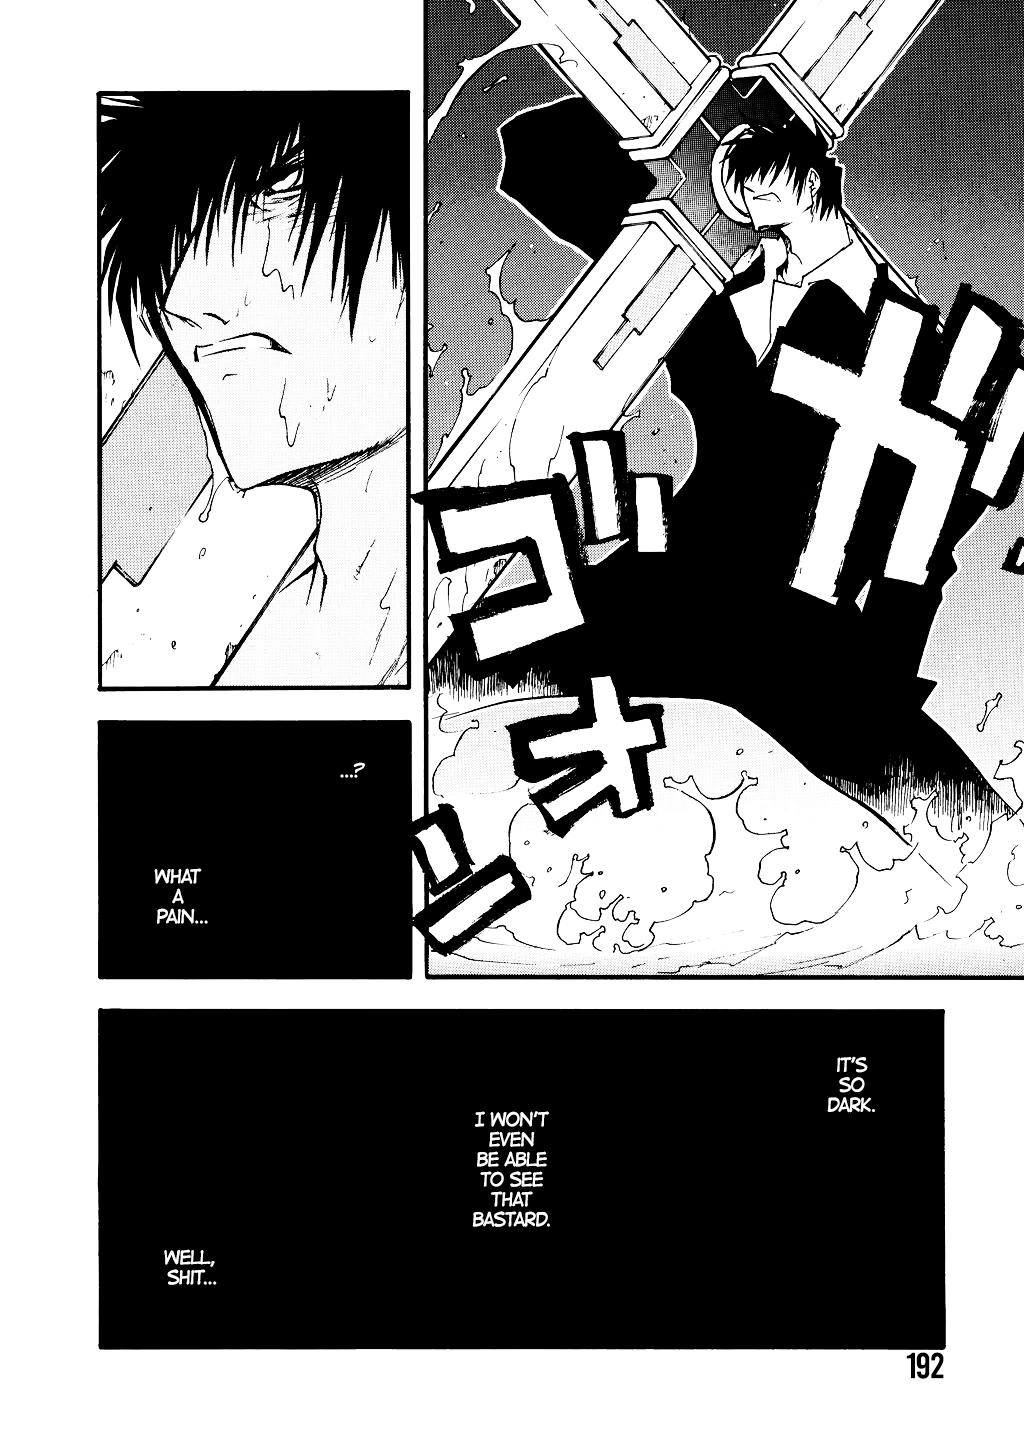 ガゴォッ
...?
WHAT
A
PAIN...
IT'S
SO
DARK.
I WON'T
EVEN
BE ABLE
TO SEE
THAT
BASTARD.
WELL,
SHIT...
192